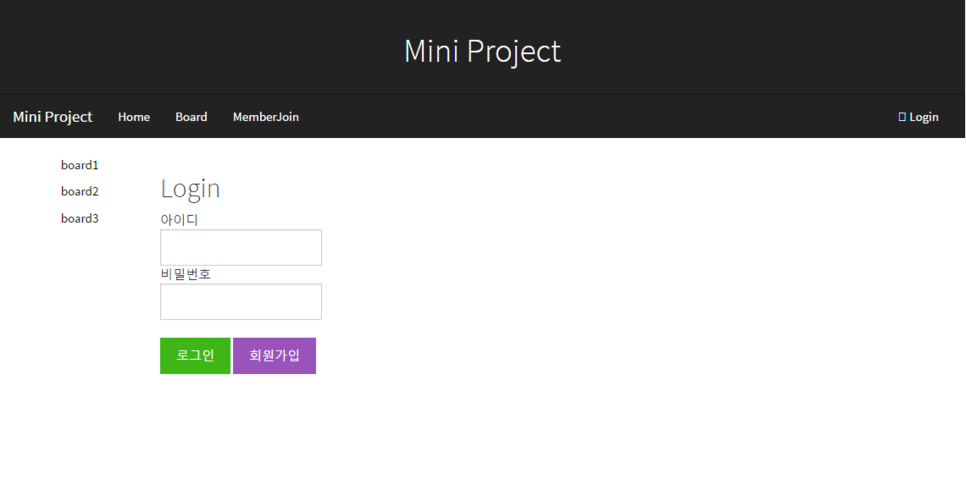 Mini Project
Mini Project Home Board MemberJoin Login
board1
board2
board3
Login
아이디
비밀번호
로그인 회원가입